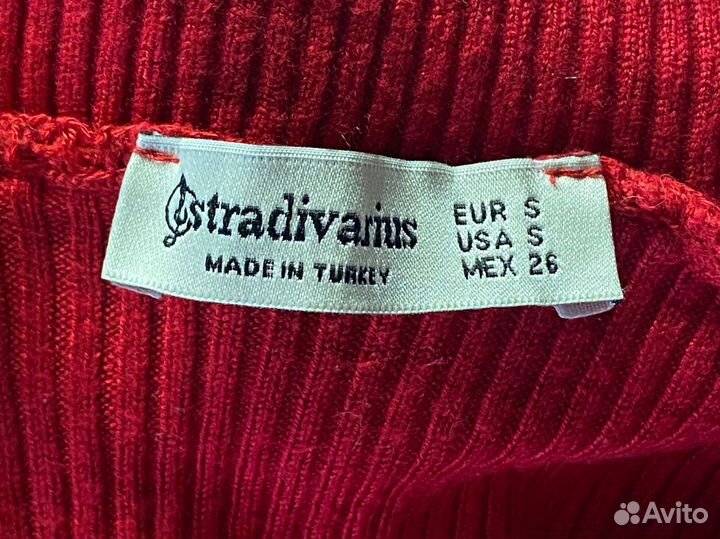 stradivarius
MADE IN TURKEY
EUR S
USA S
MEX 26
Avito